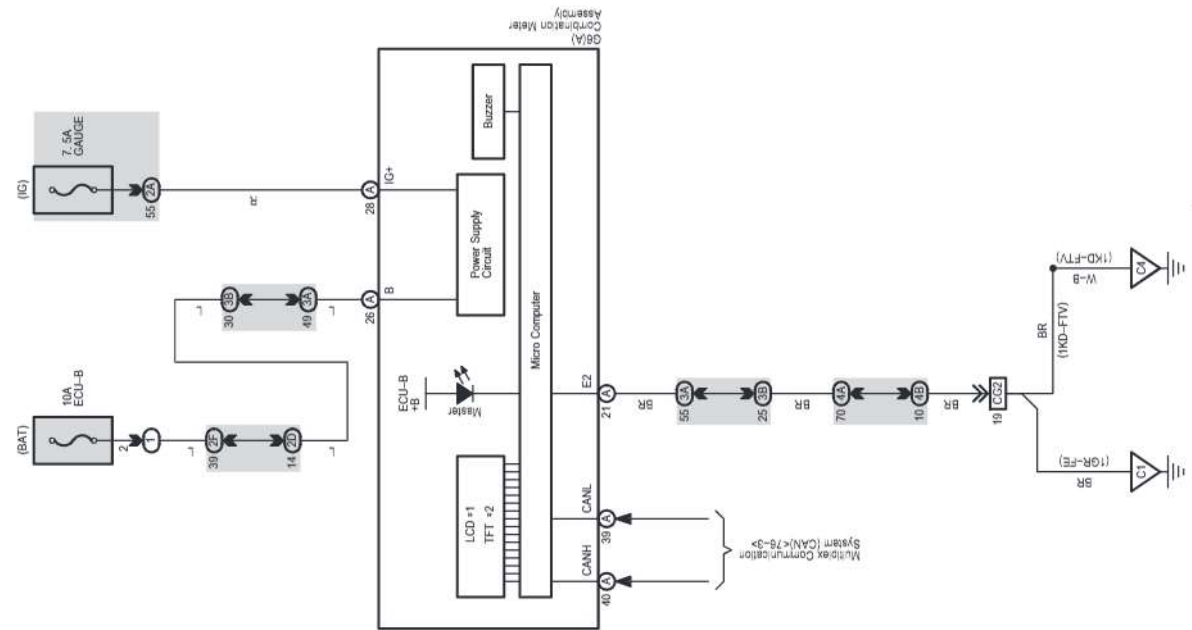 G6(A)
Combination Meter
Assembly
(IG)
7. 5A
GAUGE
55
2A
R
28
A
IG+
Buzzer
(BAT)
10A
ECU–B
2
1
L
39
2F
14
2D
L
L
30
3B
49
3A
L
26
A
B
Power Supply
Circuit
ECU–B
+B
Master
Micro Computer
LCD *1
TFT *2
CANH
CANL
E2
40
A
39
A
21
A
Multiplex Communication
System (CAN)<76–3>
BR
55
3A
25
3B
BR
70
4A
10
4B
BR
19
CG2
BR
(1KD–FTV)
W–B
(1KD–FTV)
C4
BR
(1GR–FE)
C1